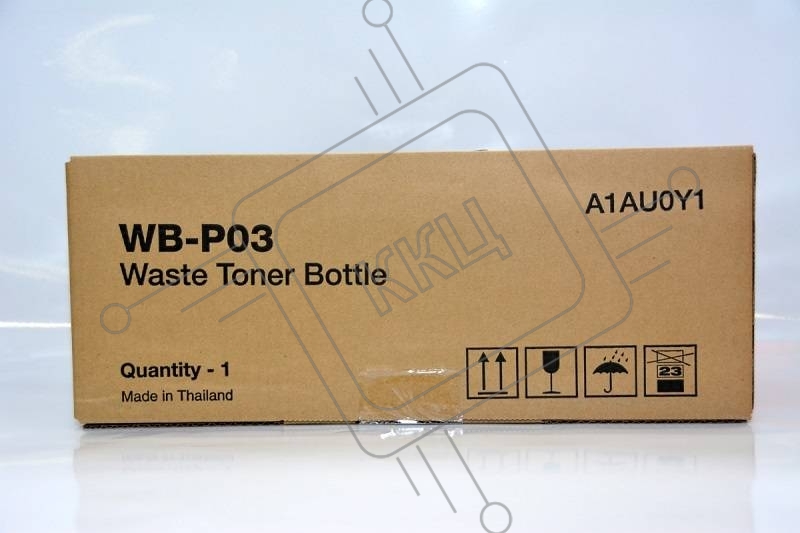 A1AU0Y1
WB-P03
Waste Toner Bottle
ККЦ
Quantity - 1
Made in Thailand
23